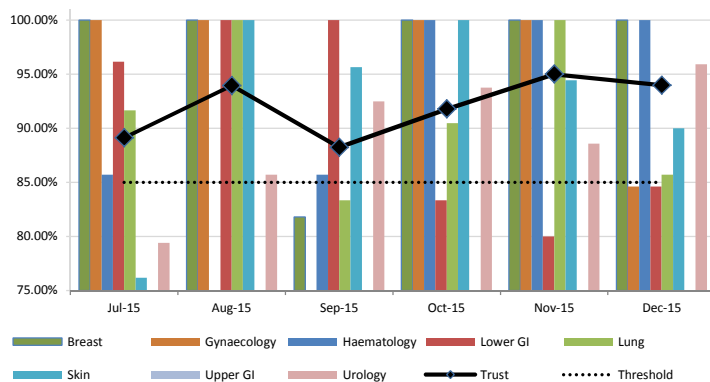 100.00%
95.00%
90.00%
85.00%
80.00%
75.00%
Jul-15 Aug-15 Sep-15 Oct-15 Nov-15 Dec-15
Breast Gynaecology Haematology Lower GI Lung
Skin Upper GI Urology Trust Threshold